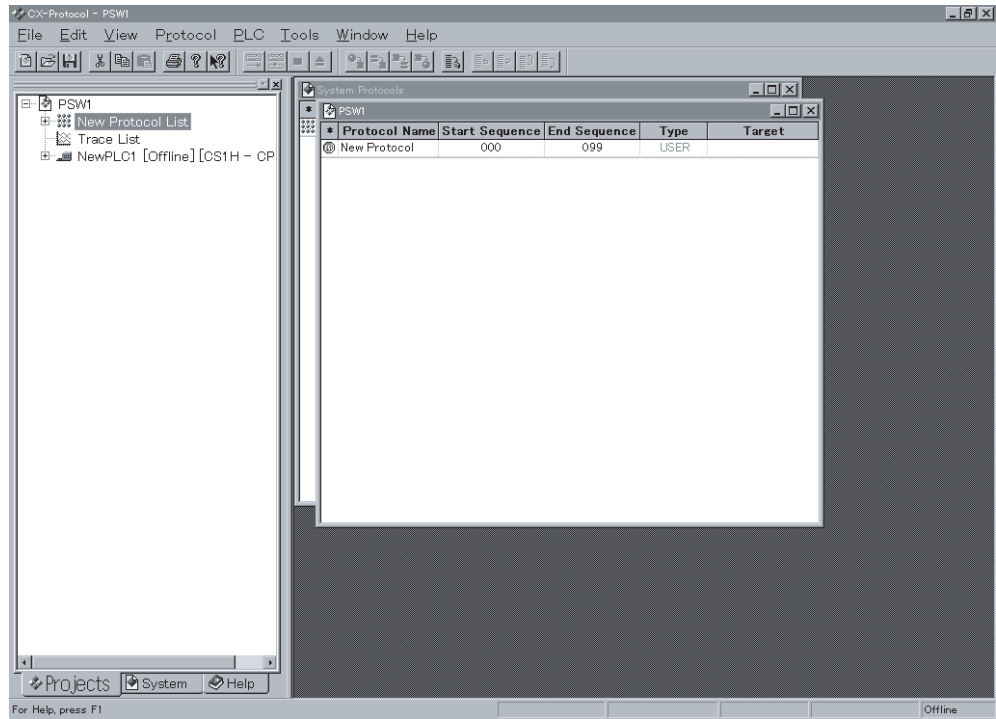 CX-Protocol - PSW1
File Edit View Protocol PLC Tools Window Help
System Protocols
PSW1
New Protocol List
Trace List
NewPLC1 [Offline] [CS1H - CP
PSW1
* Protocol Name Start Sequence End Sequence Type Target
New Protocol 000 099 USER
Projects System Help
For Help, press F1 Offline